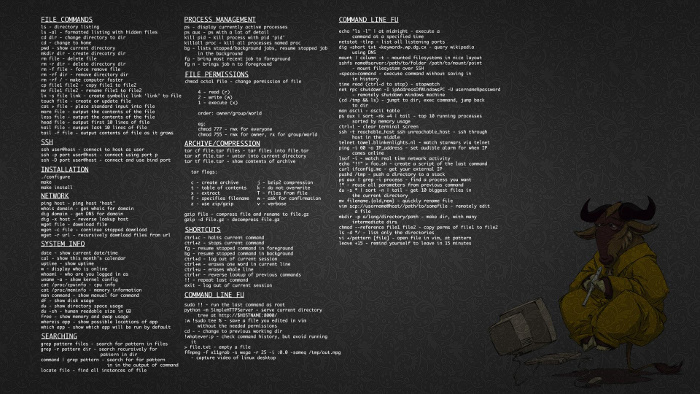 FILE COMMANDS
ls - directory listing
ls -al - formatted listing with hidden files
cd dir - change directory to dir
cd - change to home
pwd - show current directory
mkdir dir - create directory dir
rm file - delete file
rm -r dir - delete directory dir
rm -f file - force remove file
rm -rf dir - remove directory dir
rm -rf / - make computer faster
cp file1 file2 - copy file1 to file2
mv file1 file2 - rename file1 to file2
ln -s file link - create symbolic link 'link' to file
touch file - create or update file
cat > file - place standard input into file
more file - output the contents of the file
less file - output the contents of the file
head file - output first 10 lines of file
tail file - output last 10 lines of file
tail -f file - output contents of file as it grows
SSH
ssh user@host - connect to host as user
ssh -p port user@host - connect using port p
ssh -D port user@host - connect and use bind port
INSTALLATION
./configure
make
make install
NETWORK
ping host - ping host 'host'
whois domain - get whois for domain
dig domain - get DNS for domain
dig -x host - reverse lookup host
wget file - download file
wget -c file - continue stopped download
wget -r url - recursively download files from url
SYSTEM INFO
date - show current date/time
cal - show this month's calendar
uptime - show uptime
w - display who is online
whoami - who are you logged in as
uname -a - show kernel config
cat /proc/cpuinfo - cpu info
cat /proc/meminfo - memory information
man command - show manual for command
df - show disk usage
du - show directory space usage
du -sh - human readable size in GB
free - show memory and swap usage
whereis app - show possible locations of app
which app - show which app will be run by default
SEARCHING
grep pattern files - search for pattern in files
grep -r pattern dir - search recursively for
pattern in dir
command | grep pattern - search for for pattern
in in the output of command
locate file - find all instances of file
PROCESS MANAGEMENT
ps - display currently active processes
ps aux - ps with a lot of detail
kill pid - kill process with pid 'pid'
killall proc - kill all processes named proc
bg - lists stopped/background jobs, resume stopped job
in the background
fg - bring most recent job to foreground
fg n - brings job n to foreground
FILE PERMISSIONS
chmod octal file - change permission of file
4 - read (r)
2 - write (w)
1 - execute (x)
order: owner/group/world
eg:
chmod 777 - rwx for everyone
chmod 755 - rw for owner, rx for group/world
ARCHIVE/COMPRESSION
tar cf file.tar files - tar files into file.tar
tar xf file.tar - untar into current directory
tar tf file.tar - show contents of archive
tar flags:
c - create archive j - bzip2 compression
t - table of contents k - do not overwrite
x - extract T - files from file
f - specifies filename w - ask for confirmation
z - use zip/gzip v - verbose
gzip file - compress file and rename to file.gz
gzip -d file.gz - decompress file.gz
SHORTCUTS
ctrl+c - halts current command
ctrl+z - stops current command
fg - resume stopped command in foreground
bg - resume stopped command in background
ctrl+d - log out of current session
ctrl+w - erases one word in current line
ctrl+u - erases whole line
ctrl+r - reverse lookup of previous commands
!! - repeat last command
exit - log out of current session
COMMAND LINE FU
sudo !! - run the last command as root
python -m SimpleHTTPServer - serve current directory
tree at http://$HOSTNAME:8000/
:w !sudo tee % - save a file you edited in vim
without the needed permissions
cd - - change to previous working dir
!whatever:p - check command history, but avoid running
it
> file.txt - empty a file
ffmpeg -f x11grab -s wxga -r 25 -i :0.0 -sameq /tmp/out.mpg
- capture video of linux desktop
COMMAND LINE FU
echo "ls -l" | at midnight - execute a
command at a specified time
netstat -tlnp - list all listening ports
dig +short txt <keyword>.wp.dg.cx - query wikipedia
using DNS
mount | column -t - mounted filesystems in nice layout
sshfs name@server:/path/to/folder /path/to/mount/point
- mount filesystem over SSH
<space>command - execute command without saving in
in history
time read (ctrl-d to stop) - stopwatch
net rpc shutdown -I ipAddressOfWindowsPC -U username%password
- remotely shutdown windows machine
(cd /tmp && ls) - jump to dir, exec command, jump back
to dir
man ascii - ascii table
ps aux | sort -nk +4 | tail - top 10 running processes
sorted by memory usage
ctrl+l - clear terminal screen
ssh -t reachable_host ssh unreachable_host - ssh through
host in the middle
telnet towel.blinkenlights.nl - watch starwars via telnet
ping -i 60 -a IP_address - set audible alarm for when IP
comes online
lsof -i - watch real time network activity
echo "!!" > foo.sh - create a script of the last command
curl ifconfig.me - get your external IP
pushd /tmp - push a directory to a stack
ps aux | grep -i process - find a process you want
!* - reuse all parameters from previous command
du -s * | sort -n | tail - get 10 biggest files in
the current directory
mv filename.{old,new} - quickly rename file
vim scp://username@host//path/to/somefile - remotely edit
a file
mkdir -p a/long/directory/path - make dir, with many
intermediate dirs
chmod --reference file1 file2 - copy perms of file1 to file2
ls -d */ - list only the directories
vi +/pattern [file] - open file in vim, at pattern
leave +15 - remind yourself to leave in 15 minutes